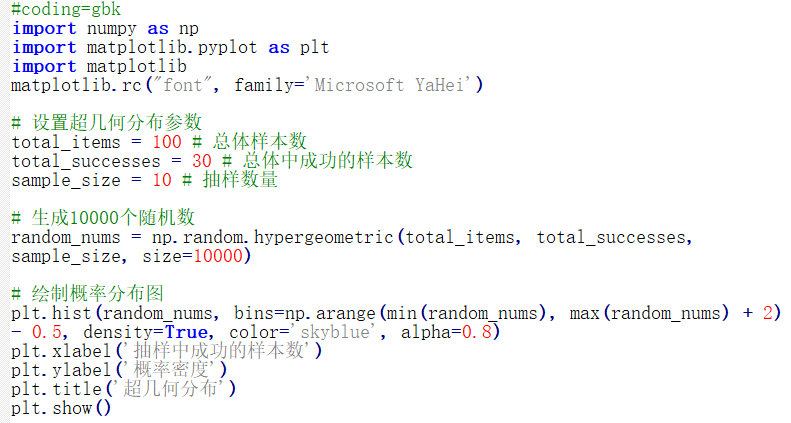 #coding=gbk
import numpy as np
import matplotlib.pyplot as plt
import matplotlib
matplotlib.rc("font", family='Microsoft YaHei')
# 设置超几何分布参数
total_items = 100 # 总体样本数
total_successes = 30 # 总体中成功的样本数
sample_size = 10 # 抽样数量
# 生成10000个随机数
random_nums = np.random.hypergeometric(total_items, total_successes,
sample_size, size=10000)
# 绘制概率分布图
plt.hist(random_nums, bins=np.arange(min(random_nums), max(random_nums) + 2)
- 0.5, density=True, color='skyblue', alpha=0.8)
plt.xlabel('抽样中成功的样本数')
plt.ylabel('概率密度')
plt.title('超几何分布')
plt.show()